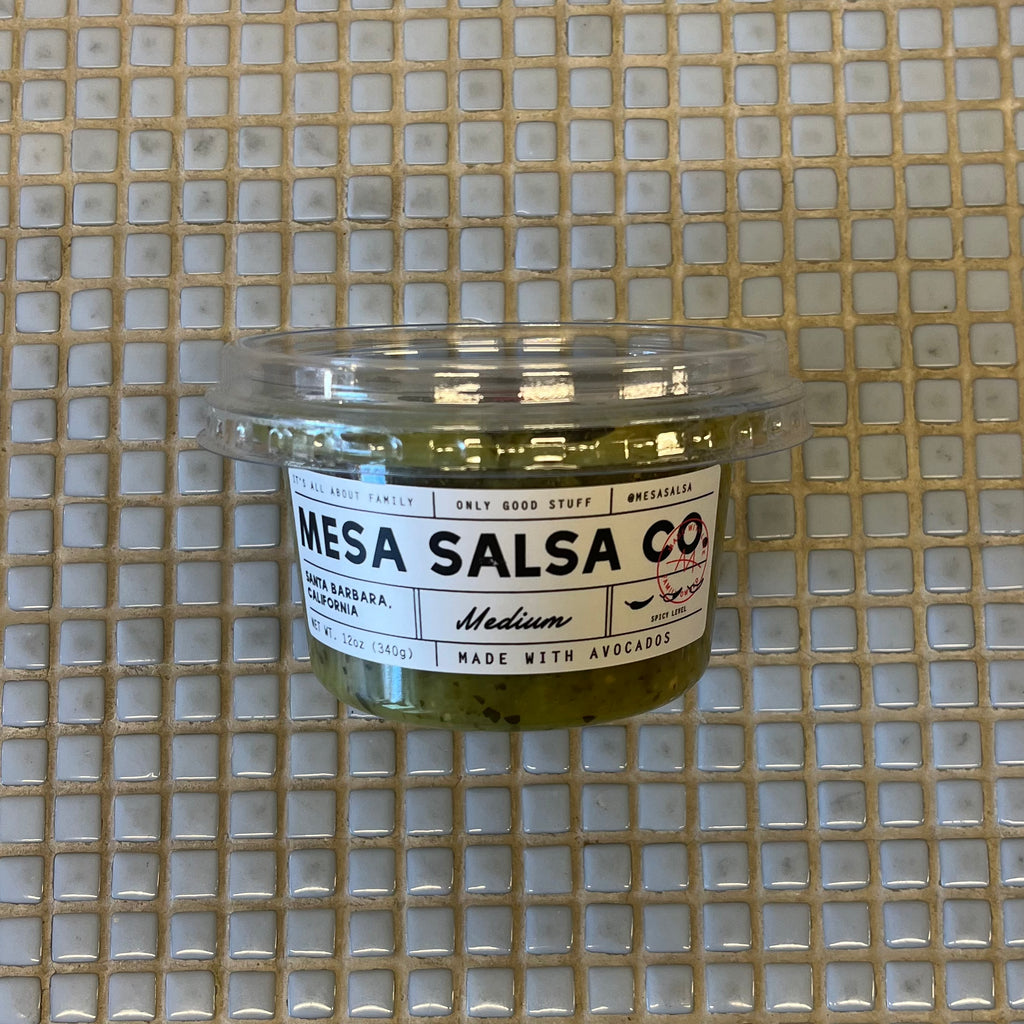 IT'S ALL ABOUT FAMILY
ONLY GOOD STUFF
@MESASALSA
MESA SALSA CO.
SANTA BARBARA,
CALIFORNIA
Medium
SPICY LEVEL
NET WT. 12oz (340g)
MADE WITH AVOCADOS